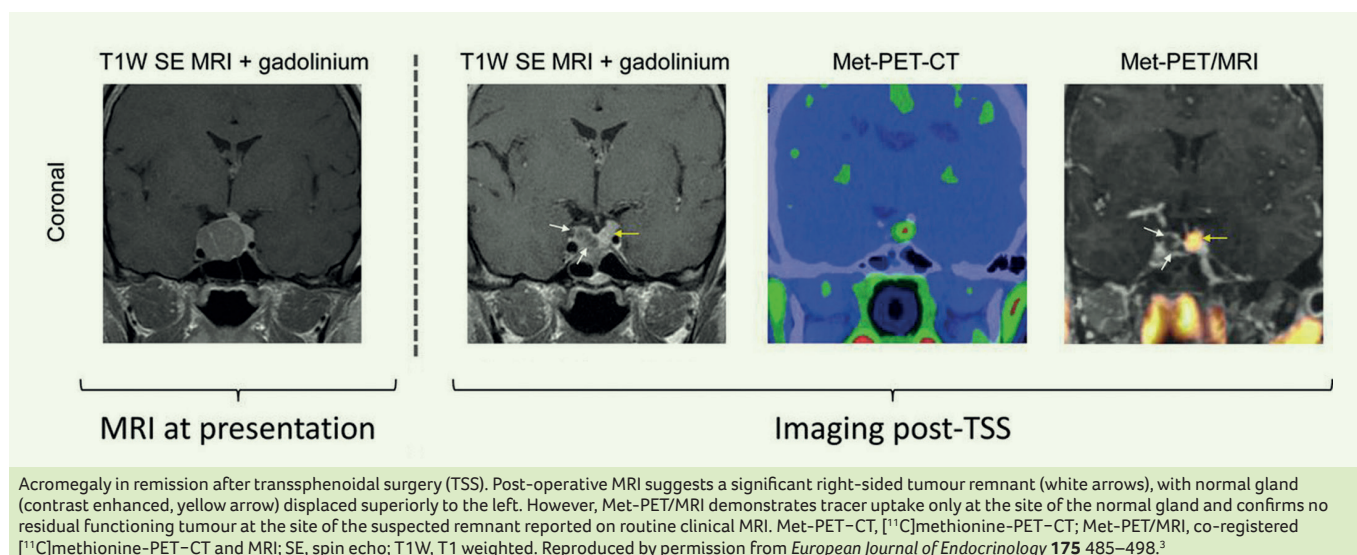 T1W SE MRI + gadolinium
T1W SE MRI + gadolinium
Met-PET-CT
Met-PET/MRI
Coronal
MRI at presentation
Imaging post-TSS
Acromegaly in remission after transsphenoidal surgery (TSS). Post-operative MRI suggests a significant right-sided tumour remnant (white arrows), with normal gland
(contrast enhanced, yellow arrow) displaced superiorly to the left. However, Met-PET/MRI demonstrates tracer uptake only at the site of the normal gland and confirms no
residual functioning tumour at the site of the suspected remnant reported on routine clinical MRI. Met-PET–CT, [¹¹C]methionine-PET–CT; Met-PET/MRI, co-registered
[¹¹C]methionine-PET–CT and MRI; SE, spin echo; T1W, T1 weighted. Reproduced by permission from European Journal of Endocrinology 175 485–498.³